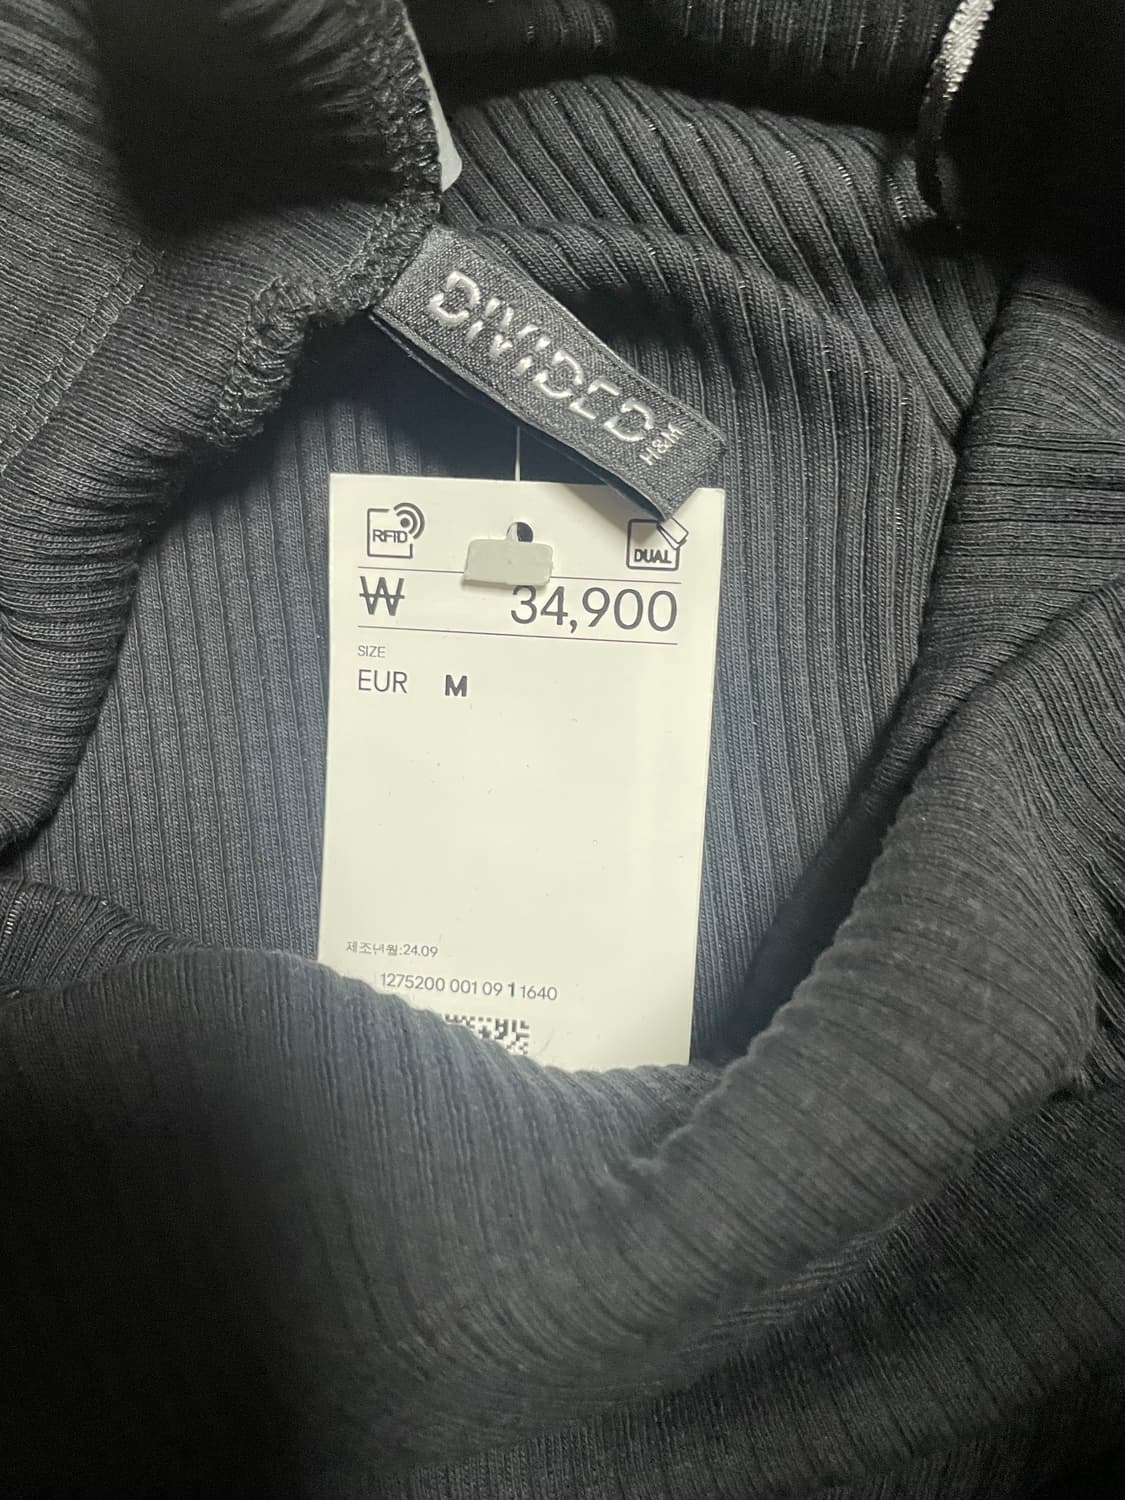 DIVIDED
H&M
RFID
DUAL
₩ 34,900
SIZE
EUR M
제조년월:24.09
1275200 001 09 1 1640